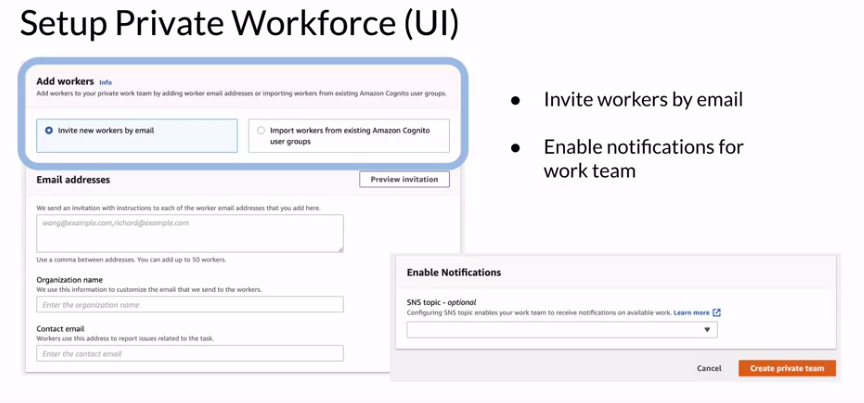 Setup Private Workforce (UI)
Add workers Info
Add workers to your private work team by adding worker email addresses or importing workers from existing Amazon Cognito user groups.
Invite new workers by email
Import workers from existing Amazon Cognito
user groups
Email addresses
Preview invitation
We send an invitation with instructions to each of the worker email addresses that you add here.
wang@example.com,richard@example.com
Use a comma between addresses. You can add up to 50 workers.
Organization name
We use this information to customize the email that we send to the workers.
Enter the organization name
Contact email
Workers use this address to report issues related to the task.
Enter the contact email
• Invite workers by email
• Enable notifications for
work team
Enable Notifications
SNS topic - optional
Configuring SNS topic enables your work team to receive notifications on available work. Learn more
Cancel
Create private team